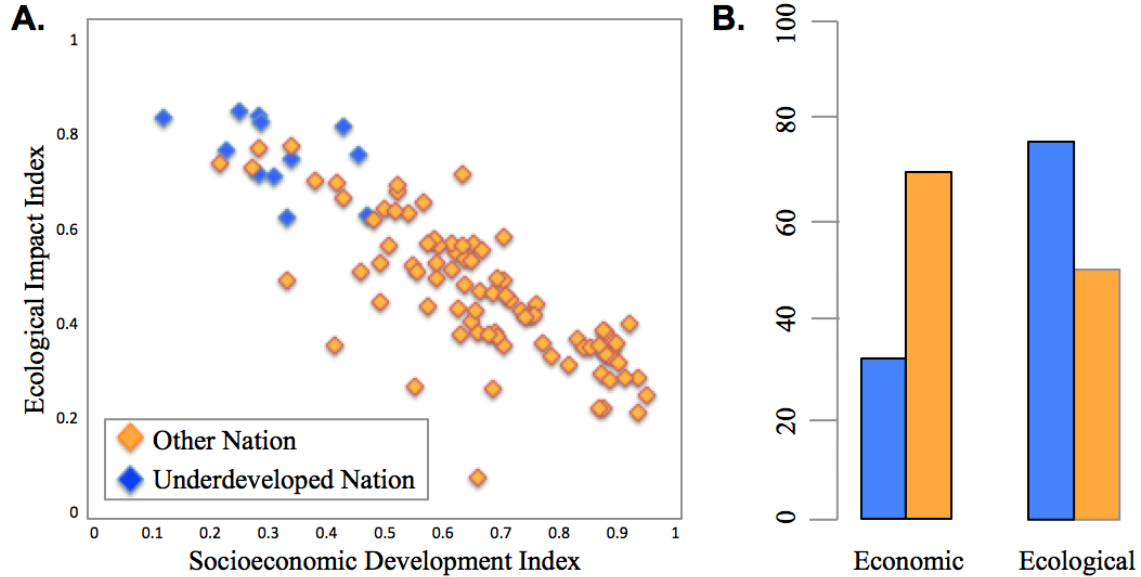 A.
Ecological Impact Index
1
0.8
0.6
0.4
0.2
0
0 0.1 0.2 0.3 0.4 0.5 0.6 0.7 0.8 0.9 1
Socioeconomic Development Index
Other Nation
Underdeveloped Nation
B.
100
80
60
40
20
0
Economic Ecological